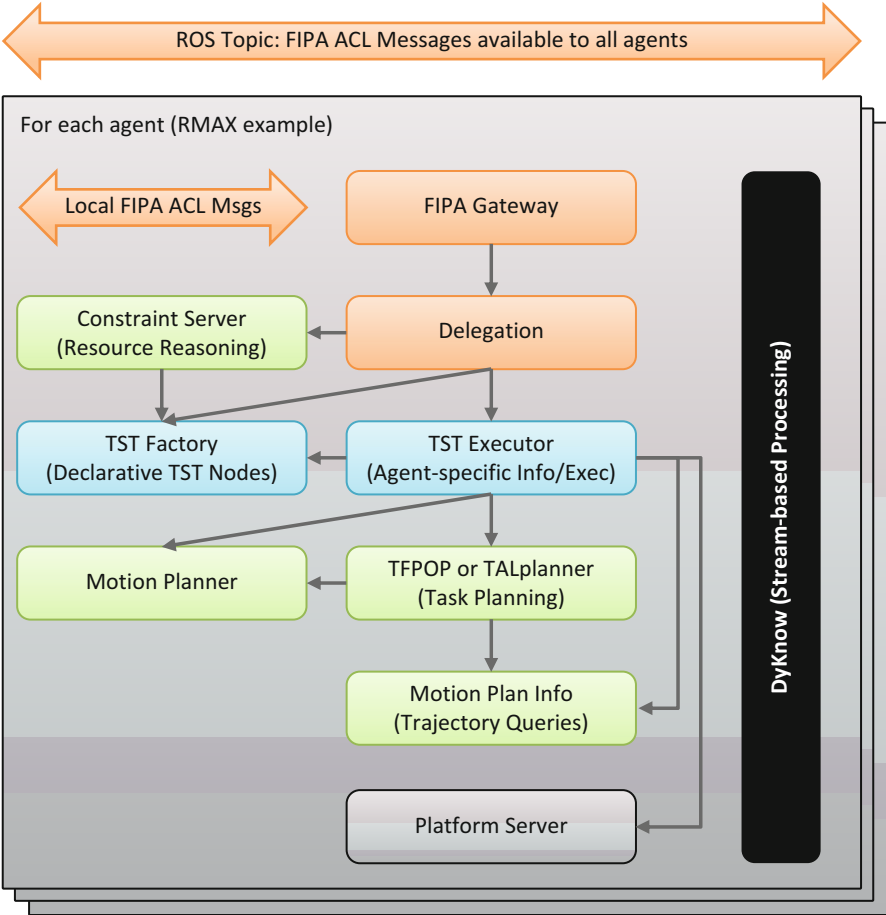 ROS Topic: FIPA ACL Messages available to all agents
For each agent (RMAX example)
Local FIPA ACL Msgs
FIPA Gateway
Constraint Server
(Resource Reasoning)
Delegation
TST Factory
(Declarative TST Nodes)
TST Executor
(Agent-specific Info/Exec)
Motion Planner
TFPOP or TALplanner
(Task Planning)
Motion Plan Info
(Trajectory Queries)
Platform Server
DyKnow (Stream-based Processing)